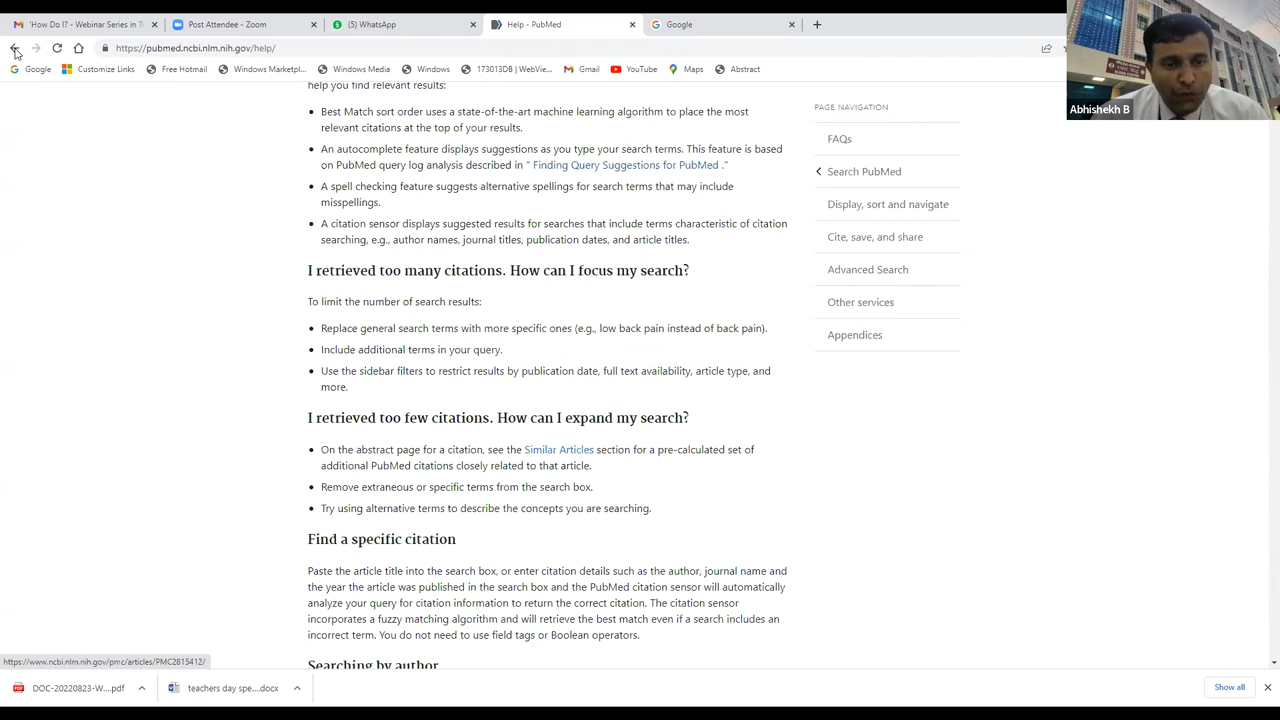 'How Do I?' - Webinar Series in T
Post Attendee - Zoom
(5) WhatsApp
Help - PubMed
Google
https://pubmed.ncbi.nlm.nih.gov/help/
Google
Customize Links
Free Hotmail
Windows Marketpl...
Windows Media
Windows
173013DB | WebVie...
Gmail
YouTube
Maps
Abstract
Abhishekh B
help you find relevant results:
• Best Match sort order uses a state-of-the-art machine learning algorithm to place the most
relevant citations at the top of your results.
• An autocomplete feature displays suggestions as you type your search terms. This feature is based
on PubMed query log analysis described in " Finding Query Suggestions for PubMed ."
• A spell checking feature suggests alternative spellings for search terms that may include
misspellings.
• A citation sensor displays suggested results for searches that include terms characteristic of citation
searching, e.g., author names, journal titles, publication dates, and article titles.
I retrieved too many citations. How can I focus my search?
To limit the number of search results:
• Replace general search terms with more specific ones (e.g., low back pain instead of back pain).
• Include additional terms in your query.
• Use the sidebar filters to restrict results by publication date, full text availability, article type, and
more.
I retrieved too few citations. How can I expand my search?
• On the abstract page for a citation, see the Similar Articles section for a pre-calculated set of
additional PubMed citations closely related to that article.
• Remove extraneous or specific terms from the search box.
• Try using alternative terms to describe the concepts you are searching.
Find a specific citation
Paste the article title into the search box, or enter citation details such as the author, journal name and
the year the article was published in the search box and the PubMed citation sensor will automatically
analyze your query for citation information to return the correct citation. The citation sensor
incorporates a fuzzy matching algorithm and will retrieve the best match even if a search includes an
incorrect term. You do not need to use field tags or Boolean operators.
Searching by author
PAGE NAVIGATION
FAQs
Search PubMed
Display, sort and navigate
Cite, save, and share
Advanced Search
Other services
Appendices
https://www.ncbi.nlm.nih.gov/pmc/articles/PMC2815412/
DOC-20220823-W....pdf
teachers day spe....docx
Show all